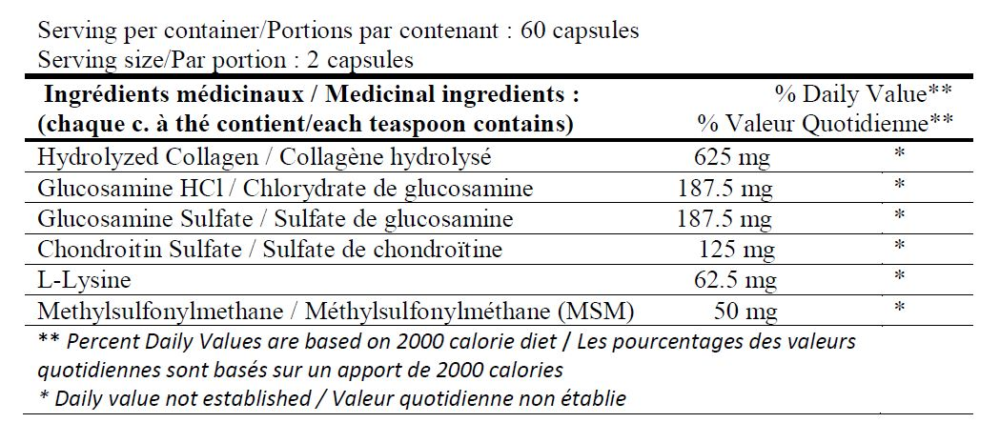 Serving per container/Portions par contenant : 60 capsules
Serving size/Par portion : 2 capsules
Ingrédients médicinaux / Medicinal ingredients : % Daily Value**
(chaque c. à thé contient/each teaspoon contains) % Valeur Quotidienne**
Hydrolyzed Collagen / Collagène hydrolysé 625 mg *
Glucosamine HCl / Chlorydrate de glucosamine 187.5 mg *
Glucosamine Sulfate / Sulfate de glucosamine 187.5 mg *
Chondroitin Sulfate / Sulfate de chondroïtine 125 mg *
L-Lysine 62.5 mg *
Methylsulfonylmethane / Méthylsulfonylméthane (MSM) 50 mg *
** Percent Daily Values are based on 2000 calorie diet / Les pourcentages des valeurs
quotidiennes sont basés sur un apport de 2000 calories
* Daily value not established / Valeur quotidienne non établie